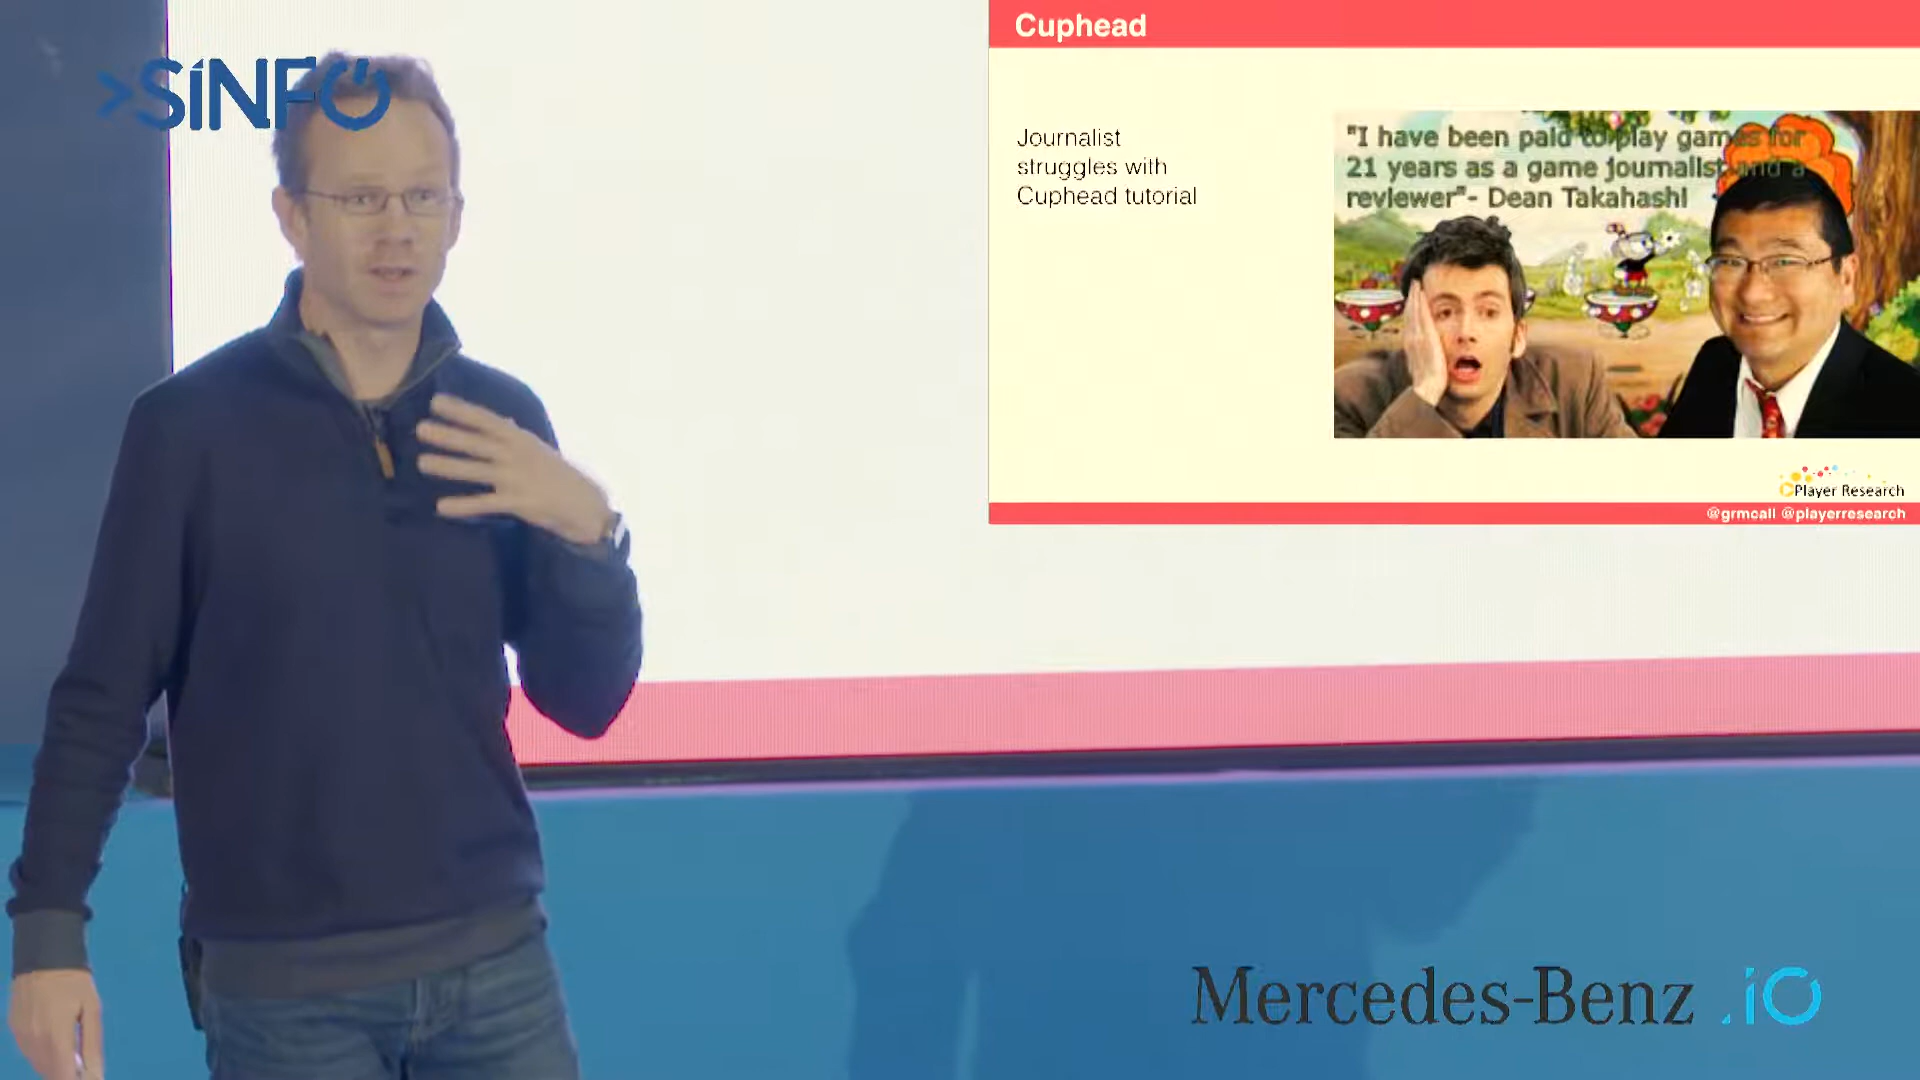 >SINFO
Cuphead
Journalist
struggles with
Cuphead tutorial
"I have been paid to play games for
21 years as a game journalist and a
reviewer"- Dean Takahashi
Player Research
@grmcall @playerresearch
Mercedes-Benz .io